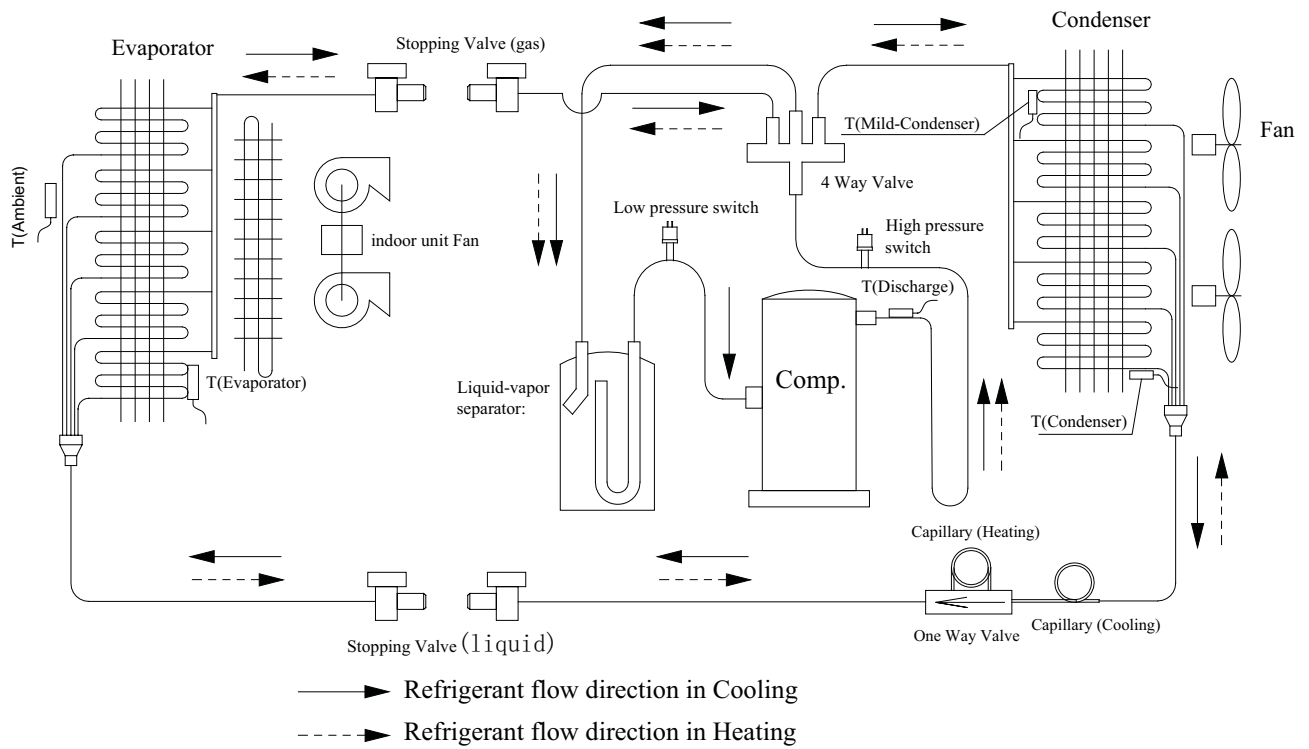 Condenser
Evaporator
Stopping Valve (gas)
T(Mild-Condenser)
Fan
4 Way Valve
T(Ambient)
Low pressure switch
High pressure
switch
indoor unit Fan
T(Discharge)
T(Evaporator)
Liquid-vapor
separator:
Comp.
T(Condenser)
Capillary (Heating)
One Way Valve
Capillary (Cooling)
Stopping Valve (liquid)
Refrigerant flow direction in Cooling
Refrigerant flow direction in Heating